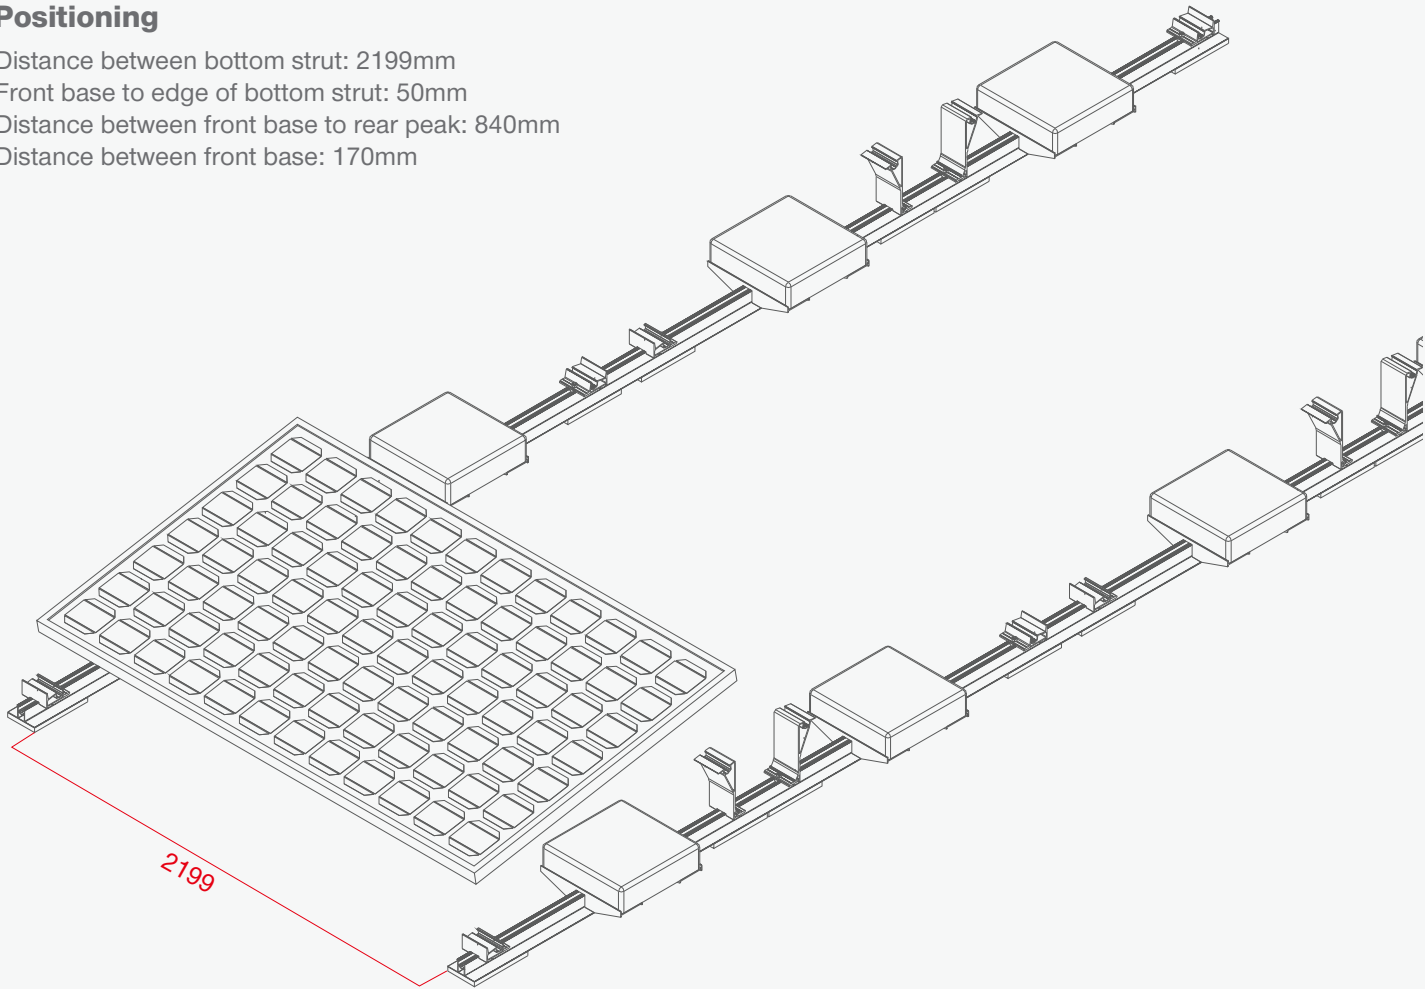 Positioning
Distance between bottom strut: 2199mm
Front base to edge of bottom strut: 50mm
Distance between front base to rear peak: 840mm
Distance between front base: 170mm
2199